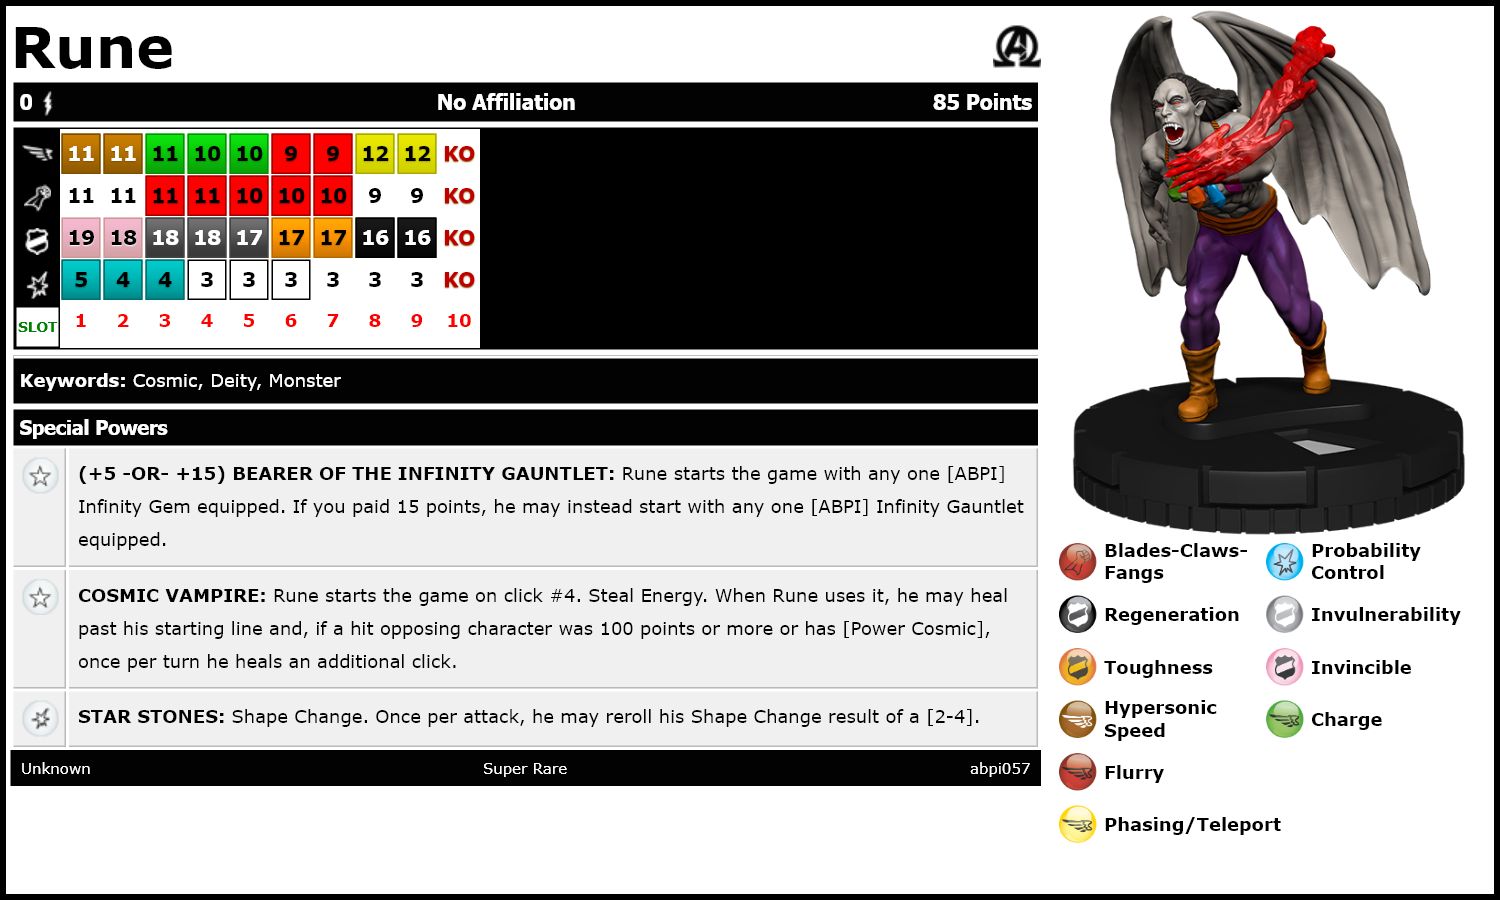 Rune
0 No Affiliation 85 Points
11 11 11 10 10 9 9 12 12 KO
11 11 11 11 10 10 10 9 9 KO
19 18 18 18 17 17 17 16 16 KO
5 4 4 3 3 3 3 3 3 KO
SLOT 1 2 3 4 5 6 7 8 9 10
Keywords: Cosmic, Deity, Monster
Special Powers
(+5 -OR- +15) BEARER OF THE INFINITY GAUNTLET: Rune starts the game with any one [ABPI]
Infinity Gem equipped. If you paid 15 points, he may instead start with any one [ABPI] Infinity Gauntlet
equipped.
COSMIC VAMPIRE: Rune starts the game on click #4. Steal Energy. When Rune uses it, he may heal
past his starting line and, if a hit opposing character was 100 points or more or has [Power Cosmic],
once per turn he heals an additional click.
STAR STONES: Shape Change. Once per attack, he may reroll his Shape Change result of a [2-4].
Unknown Super Rare abpi057
Blades-Claws-
Fangs
Probability
Control
Regeneration
Invulnerability
Toughness
Invincible
Hypersonic
Speed
Charge
Flurry
Phasing/Teleport